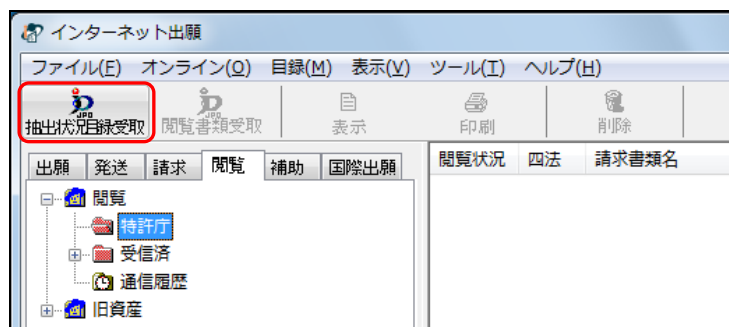 インターネット出願
ファイル(F) オンライン(O) 目録(M) 表示(V) ツール(T) ヘルプ(H)
JPO JPO
抽出状況目録受取 閲覧書類受取 表示 印刷 削除
出願 発送 請求 閲覧 補助 国際出願
閲覧状況 四法 請求書類名
閲覧
特許庁
受信済
通信履歴
旧資産